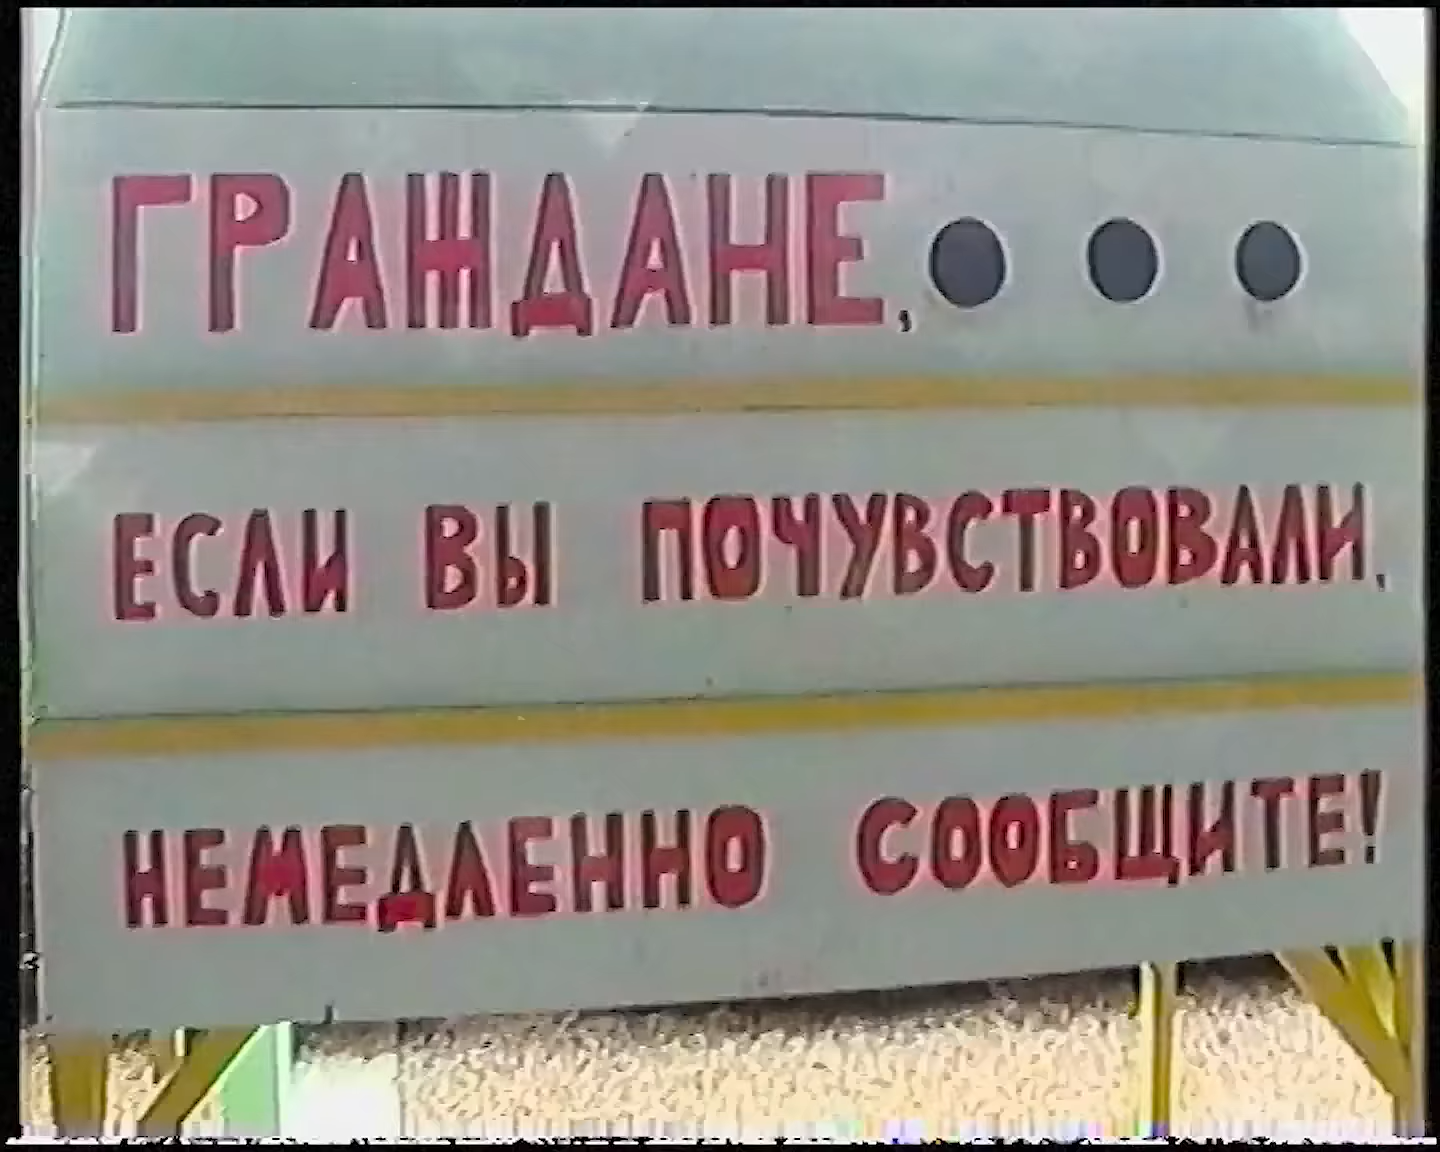 ГРАЖДАНЕ, ...
ЕСЛИ ВЫ ПОЧУВСТВОВАЛИ,
НЕМЕДЛЕННО СООБЩИТЕ!